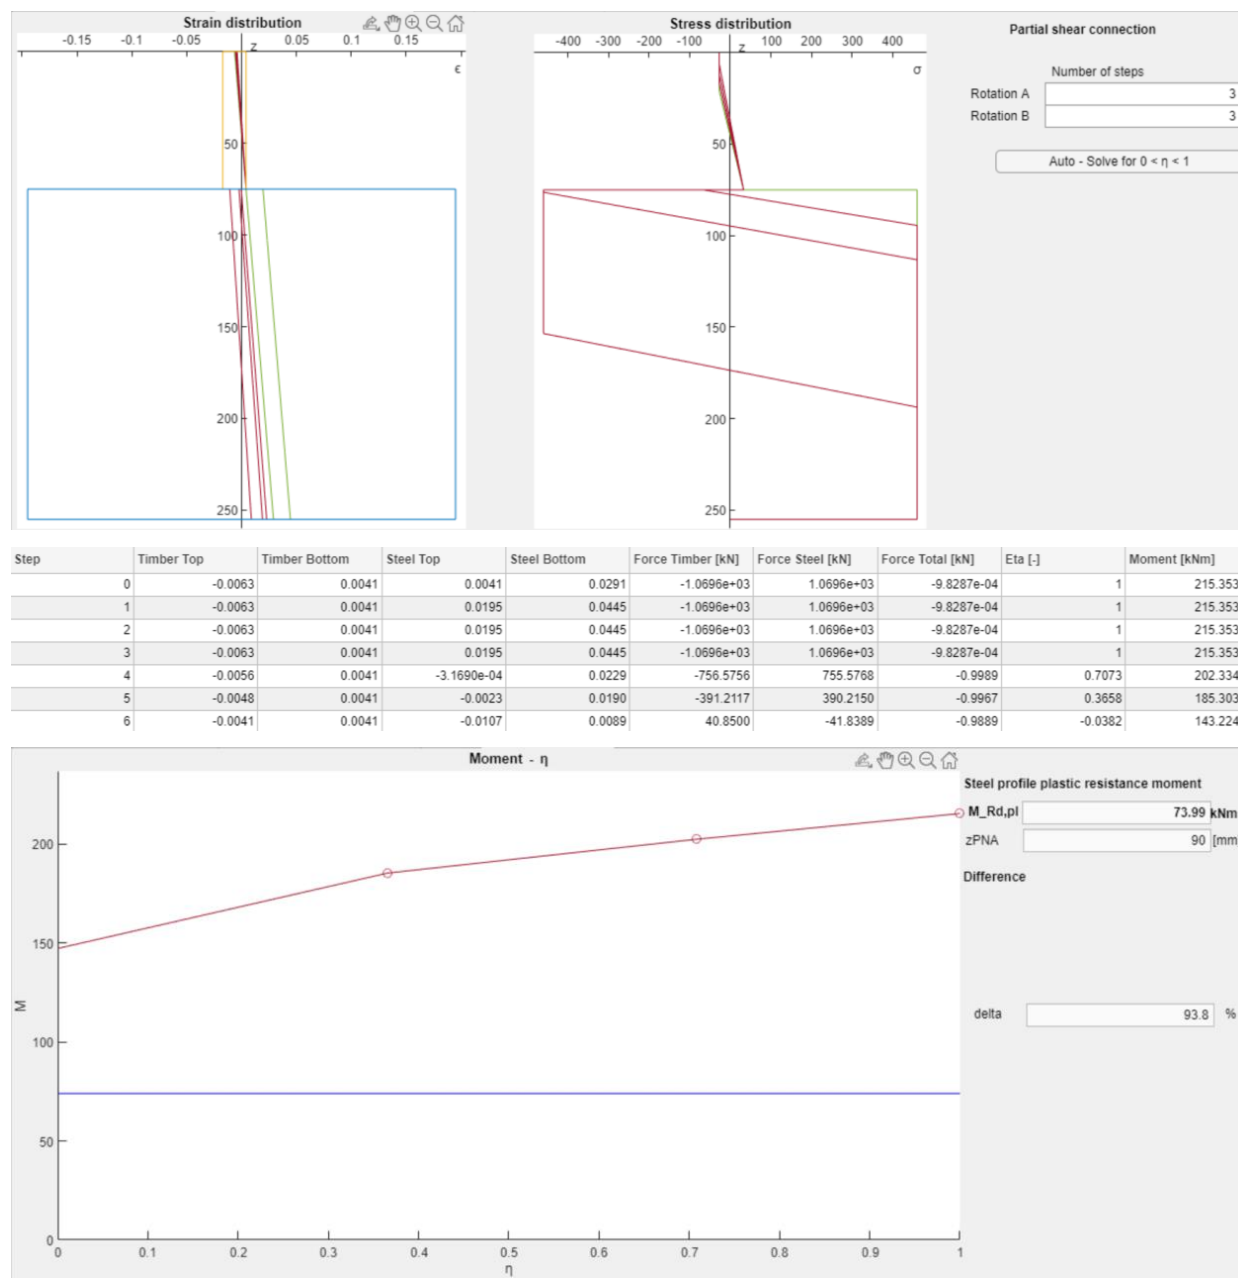 Strain distribution
-0.15 -0.1 -0.05 0.05 0.1 0.15
z
ϵ
50
100
150
200
250
Stress distribution
-400 -300 -200 -100 100 200 300 400
z
σ
50
100
150
200
250
Partial shear connection
Number of steps
Rotation A 3
Rotation B 3
Auto - Solve for 0 < η < 1
Step Timber Top Timber Bottom Steel Top Steel Bottom Force Timber [kN] Force Steel [kN] Force Total [kN] Eta [-] Moment [kNm]
0 -0.0063 0.0041 0.0041 0.0291 -1.0696e+03 1.0696e+03 -9.8287e-04 1 215.353
1 -0.0063 0.0041 0.0195 0.0445 -1.0696e+03 1.0696e+03 -9.8287e-04 1 215.353
2 -0.0063 0.0041 0.0195 0.0445 -1.0696e+03 1.0696e+03 -9.8287e-04 1 215.353
3 -0.0063 0.0041 0.0195 0.0445 -1.0696e+03 1.0696e+03 -9.8287e-04 1 215.353
4 -0.0056 0.0041 -3.1690e-04 0.0229 -756.5756 755.5768 -0.9989 0.7073 202.334
5 -0.0048 0.0041 -0.0023 0.0190 -391.2117 390.2150 -0.9967 0.3658 185.303
6 -0.0041 0.0041 -0.0107 0.0089 40.8500 -41.8389 -0.9889 -0.0382 143.224
Moment - η
200
150
M
100
50
0
0 0.1 0.2 0.3 0.4 0.5 0.6 0.7 0.8 0.9 1
η
Steel profile plastic resistance moment
M_Rd,pl 73.99 kNm
zPNA 90 [mm
Difference
delta 93.8 %